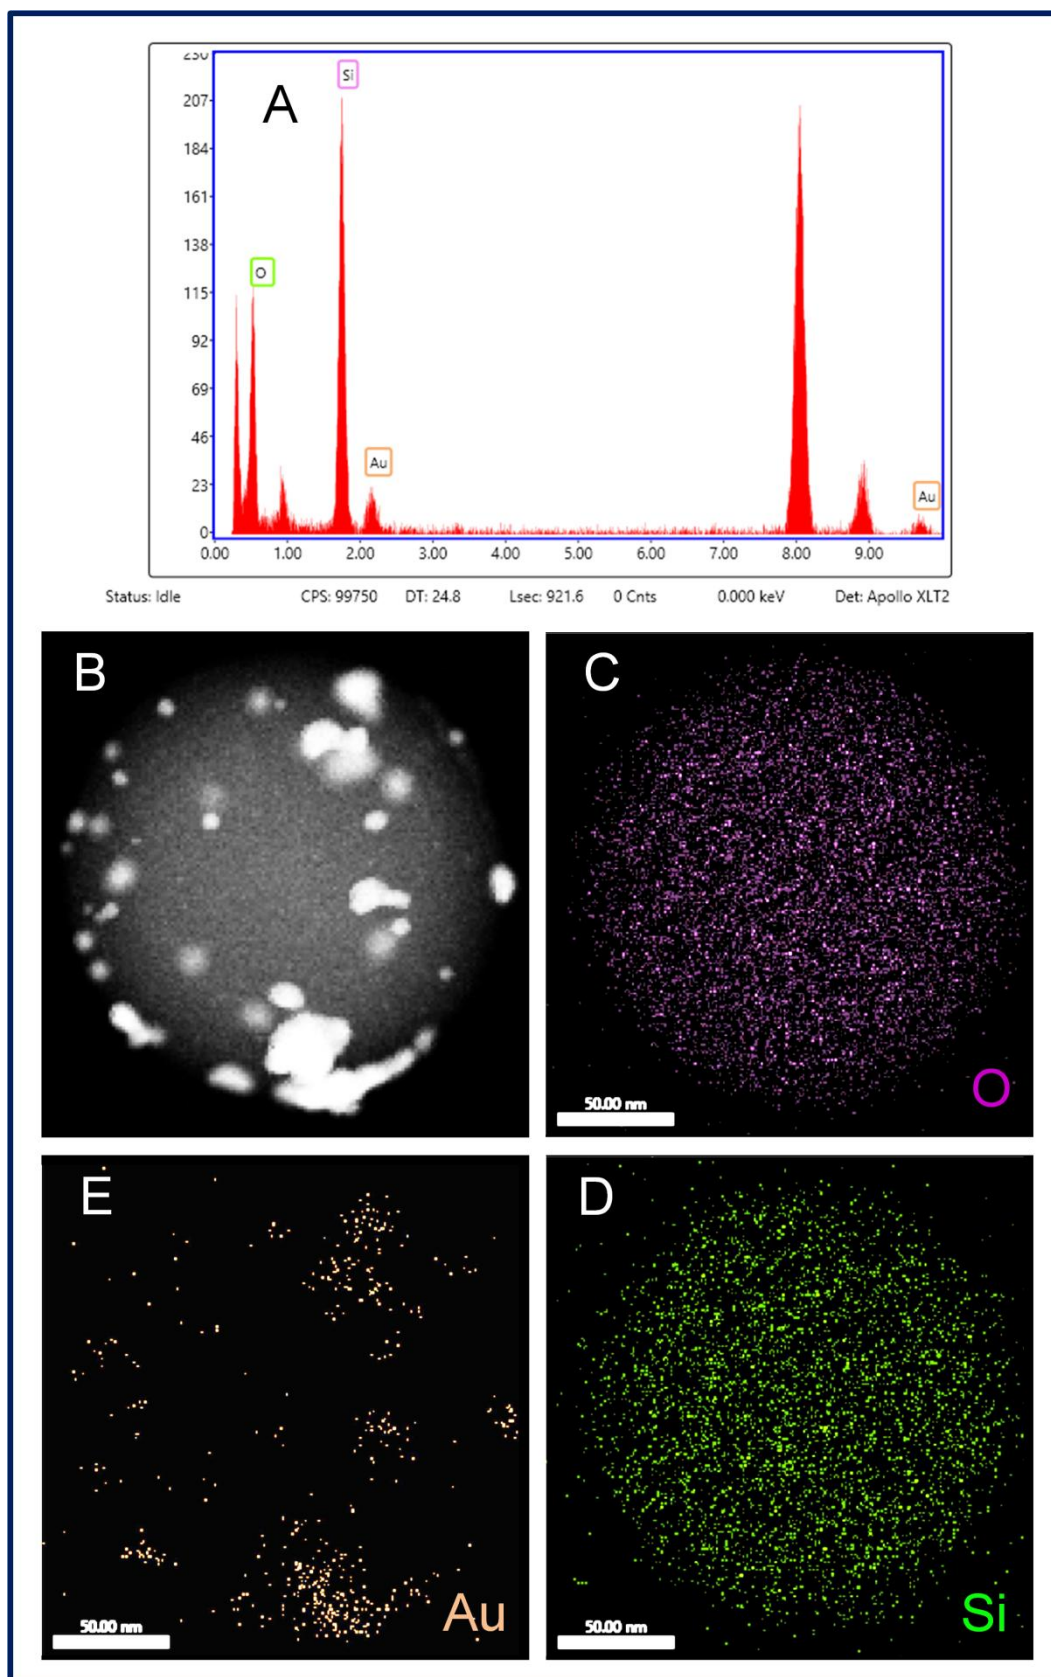 230
Si
A
207
184
161
138
O
115
92
69
46
Au
23
Au
0
0.00 1.00 2.00 3.00 4.00 5.00 6.00 7.00 8.00 9.00
Status: Idle CPS: 99750 DT: 24.8 Lsec: 921.6 0 Cnts 0.000 keV Det: Apollo XLT2
B
C
50.00 nm
O
E
D
50.00 nm
Au
50.00 nm
Si